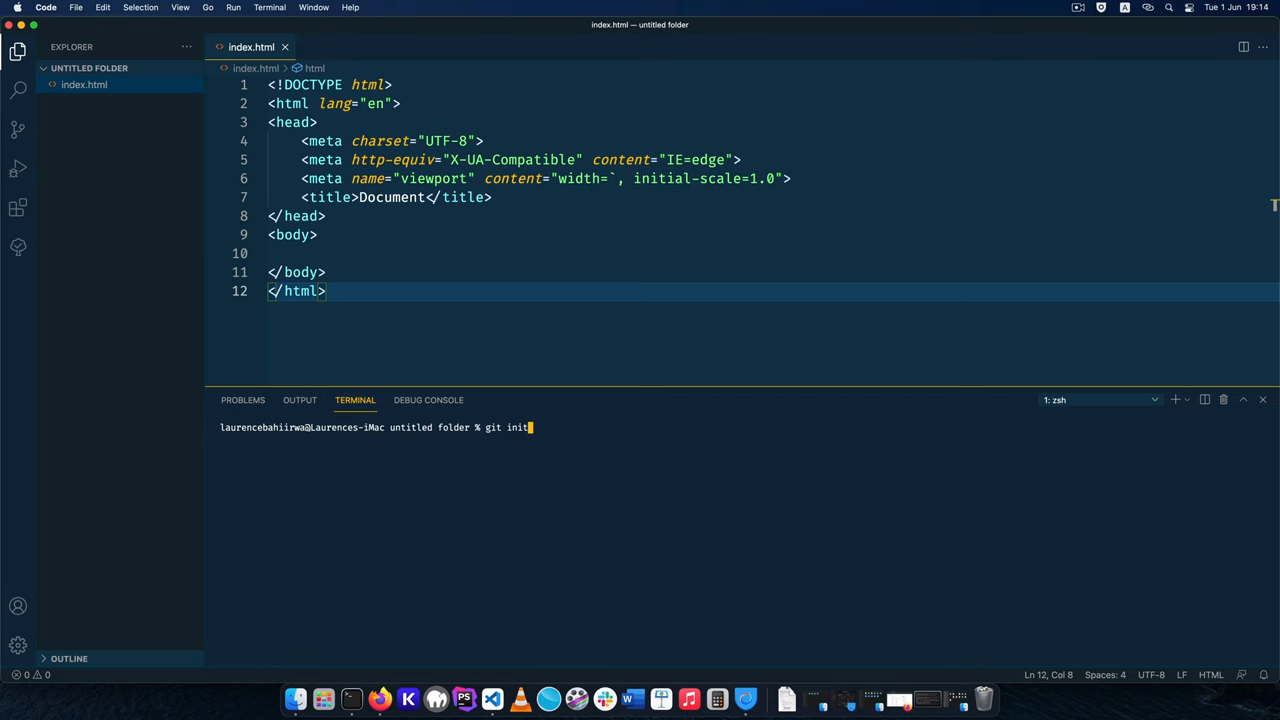 Code File Edit Selection View Go Run Terminal Window Help
A Tue 1 Jun 19:14
index.html — untitled folder
EXPLORER ···
index.html
UNTITLED FOLDER
index.html
index.html > html
1 <!DOCTYPE html>
2 <html lang="en">
3 <head>
4 <meta charset="UTF-8">
5 <meta http-equiv="X-UA-Compatible" content="IE=edge">
6 <meta name="viewport" content="width=`, initial-scale=1.0">
7 <title>Document</title>
8 </head>
9 <body>
10
11 </body>
12 </html>
PROBLEMS OUTPUT TERMINAL DEBUG CONSOLE
1: zsh
laurencebahiirwa@Laurences-iMac untitled folder % git init
OUTLINE
0 0
Ln 12, Col 8 Spaces: 4 UTF-8 LF HTML
K PS W